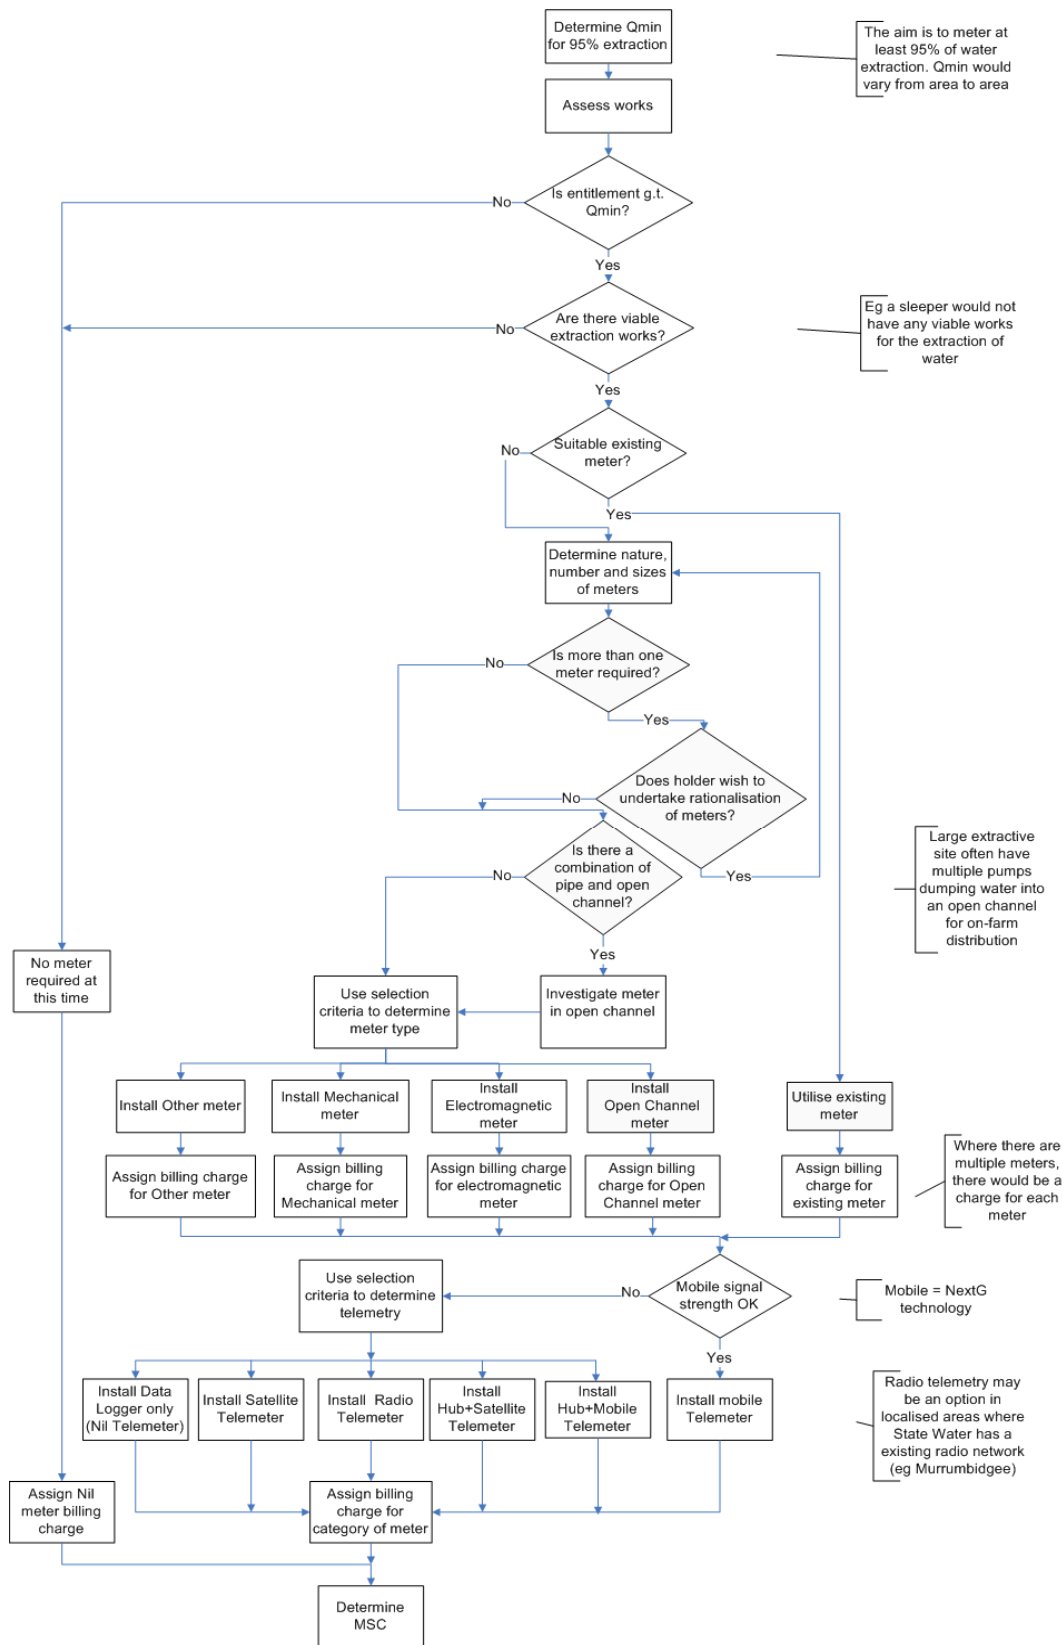 Determine Qmin
for 95% extraction
The aim is to meter at
least 95% of water
extraction. Qmin would
vary from area to area
Assess works
Is entitlement g.t.
Qmin?
No
Yes
Are there viable
extraction works?
No
Eg a sleeper would not
have any viable works
for the extraction of
water
Yes
Suitable existing
meter?
No
Yes
Determine nature,
number and sizes
of meters
Is more than one
meter required?
No
Yes
Does holder wish to
undertake rationalisation
of meters?
No
Yes
Is there a
combination of
pipe and open
channel?
No
Yes
Large extractive
site often have
multiple pumps
dumping water into
an open channel
for on-farm
distribution
No meter
required at
this time
Use selection
criteria to determine
meter type
Investigate meter
in open channel
Install Other meter
Install Mechanical
meter
Install
Electromagnetic
meter
Install
Open Channel
meter
Utilise existing
meter
Assign billing charge
for Other meter
Assign billing
charge for
Mechanical meter
Assign billing charge
for electromagnetic
meter
Assign billing
charge for Open
Channel meter
Assign billing
charge for
existing meter
Where there are
multiple meters,
there would be a
charge for each
meter
Use selection
criteria to determine
telemetry
No
Mobile signal
strength OK
Mobile = NextG
technology
Yes
Install Data
Logger only
(Nil Telemeter)
Install Satellite
Telemeter
Install Radio
Telemeter
Install
Hub+Satellite
Telemeter
Install
Hub+Mobile
Telemeter
Install mobile
Telemeter
Radio telemetry may
be an option in
localised areas where
State Water has a
existing radio network
(eg Murrumbidgee)
Assign Nil
meter billing
charge
Assign billing
charge for
category of meter
Determine
MSC